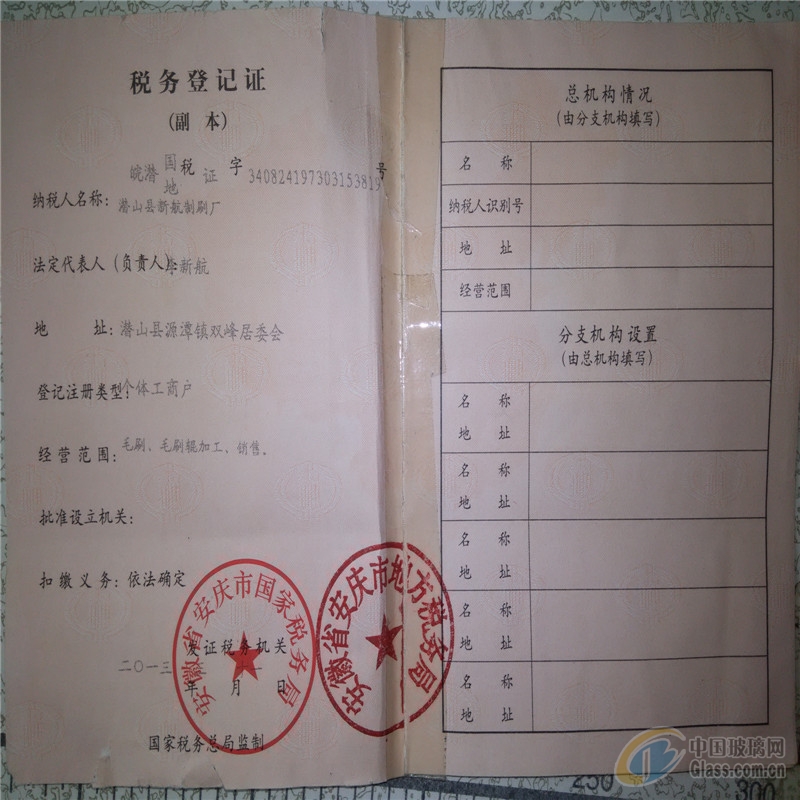 税务登记证
(副 本)
皖潜 国 税 证 字 340824197303153819 号
地
纳税人名称: 潜山县新航制刷厂
法定代表人(负责人): 新航
地 址: 潜山县源潭镇双峰居委会
登记注册类型: 个体工商户
经营范围: 毛刷、毛刷辊加工、销售.
批准设立机关:
扣缴义务: 依法确定
发证税务机关
二〇一三 年 月 日
国家税务总局监制
安徽省安庆市国家税务局
安徽省安庆市地方税务局
总机构情况
(由分支机构填写)
名 称
纳税人识别号
地 址
经营范围
分支机构设置
(由总机构填写)
名 称
地 址
名 称
地 址
名 称
地 址
名 称
地 址
名 称
地 址
中国玻璃网
Glass.com.cn
250
300